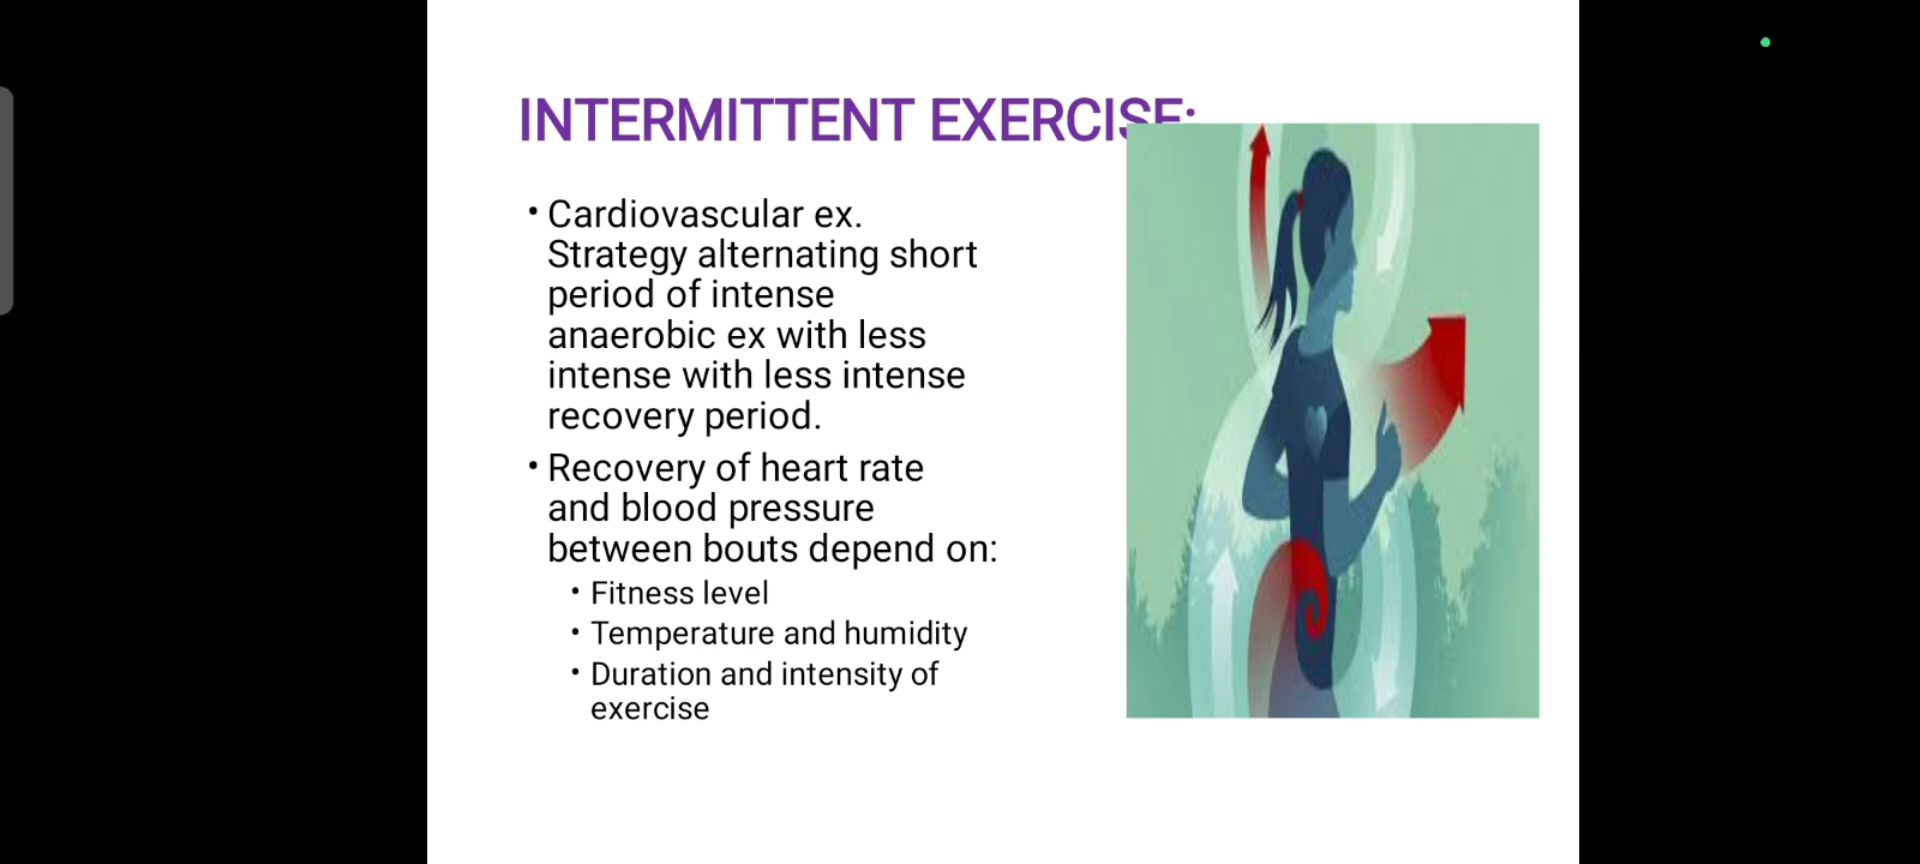 INTERMITTENT EXERCISE:
• Cardiovascular ex.
Strategy alternating short
period of intense
anaerobic ex with less
intense with less intense
recovery period.
• Recovery of heart rate
and blood pressure
between bouts depend on:
• Fitness level
• Temperature and humidity
• Duration and intensity of
exercise